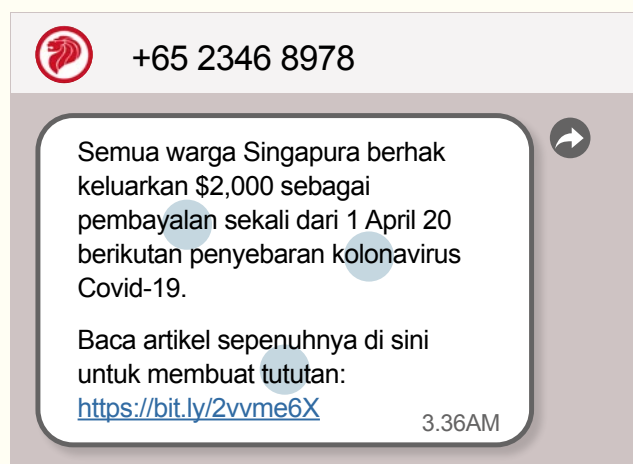 +65 2346 8978
Semua warga Singapura berhak
keluarkan $2,000 sebagai
pembayalan sekali dari 1 April 20
berikutan penyebaran kolonavirus
Covid-19.
Baca artikel sepenuhnya di sini
untuk membuat tututan:
https://bit.ly/2vvme6X
3.36AM